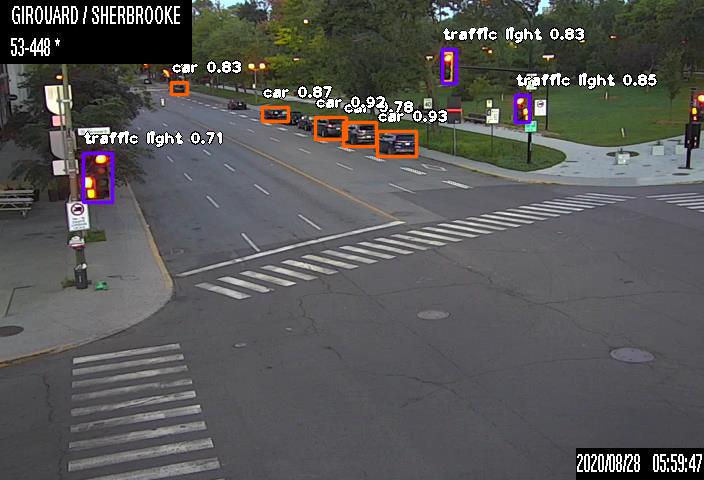 GIROUARD / SHERBROOKE
53-448 *
traffic light 0.83
car 0.83
traffic light 0.85
car 0.87
car 0.92
0.78
car 0.93
traffic light 0.71
2020/08/28 05:59:47